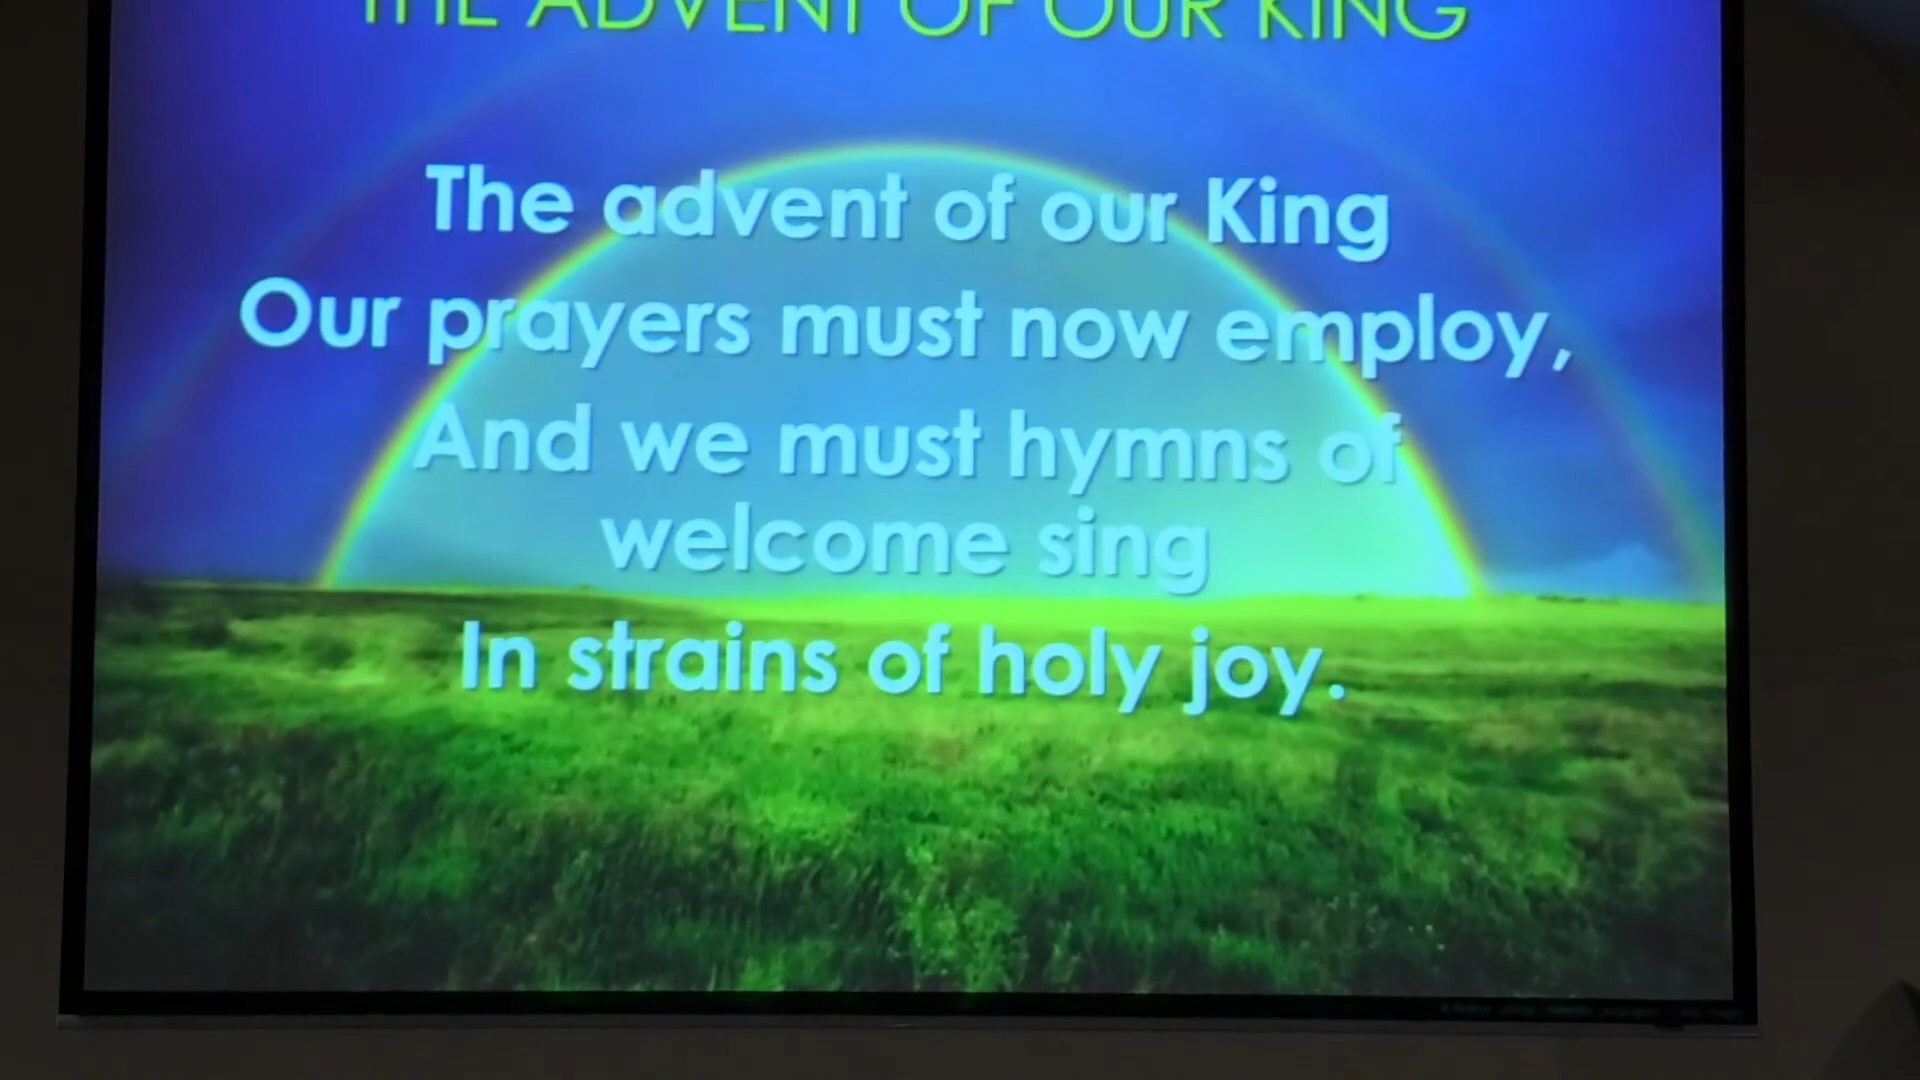 THE ADVENT OF OUR KING
The advent of our King
Our prayers must now employ,
And we must hymns of
welcome sing
In strains of holy joy.